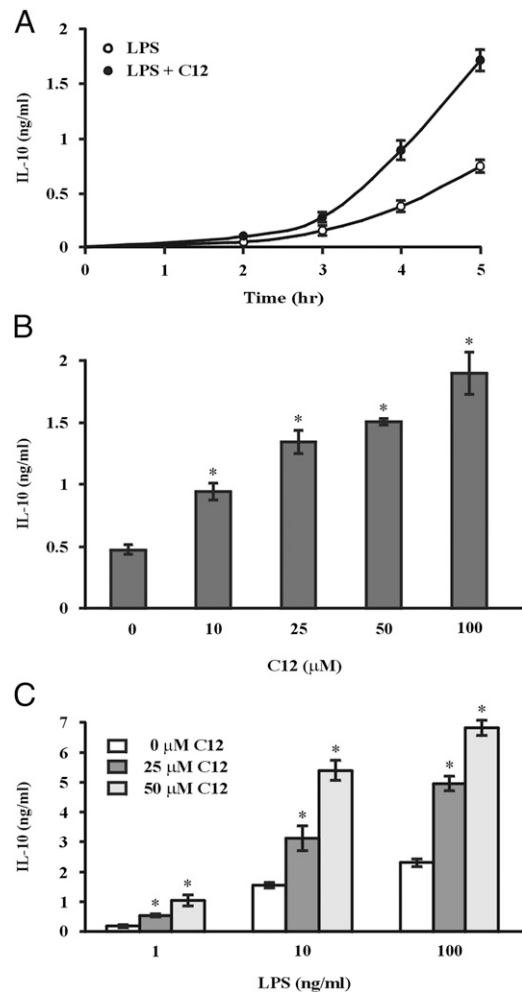 A
2
LPS
LPS + C12
1.5
1
0.5
0
IL-10 (ng/ml)
0 1 2 3 4 5
Time (hr)
B
2
1.5
1
0.5
0
IL-10 (ng/ml)
* * * *
0 10 25 50 100
C12 (μM)
C
7
6
5
4
3
2
1
0
IL-10 (ng/ml)
0 μM C12
25 μM C12
50 μM C12
* * * * * *
1 10 100
LPS (ng/ml)